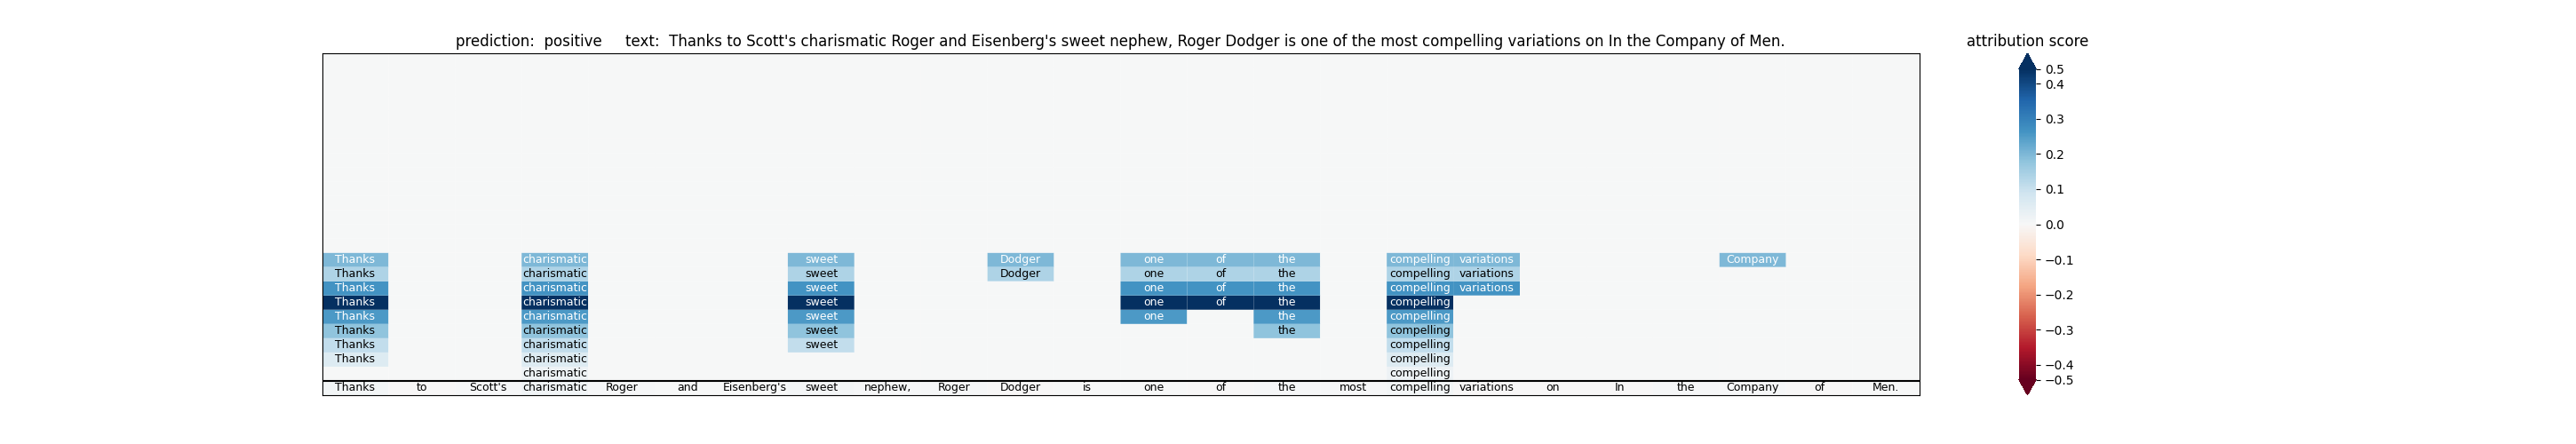 prediction:  positive     text:  Thanks to Scott's charismatic Roger and Eisenberg's sweet nephew, Roger Dodger is one of the most compelling variations on In the Company of Men.
attribution score
0.5
0.4
0.3
0.2
0.1
0.0
−0.1
−0.2
−0.3
−0.4
−0.5
Thanks charismatic sweet Dodger one of the compelling variations Company
Thanks charismatic sweet Dodger one of the compelling variations
Thanks charismatic sweet one of the compelling variations
Thanks charismatic sweet one of the compelling
Thanks charismatic sweet one the compelling
Thanks charismatic sweet the compelling
Thanks charismatic sweet compelling
Thanks charismatic compelling
charismatic compelling
Thanks to Scott's charismatic Roger and Eisenberg's sweet nephew, Roger Dodger is one of the most compelling variations on In the Company of Men.